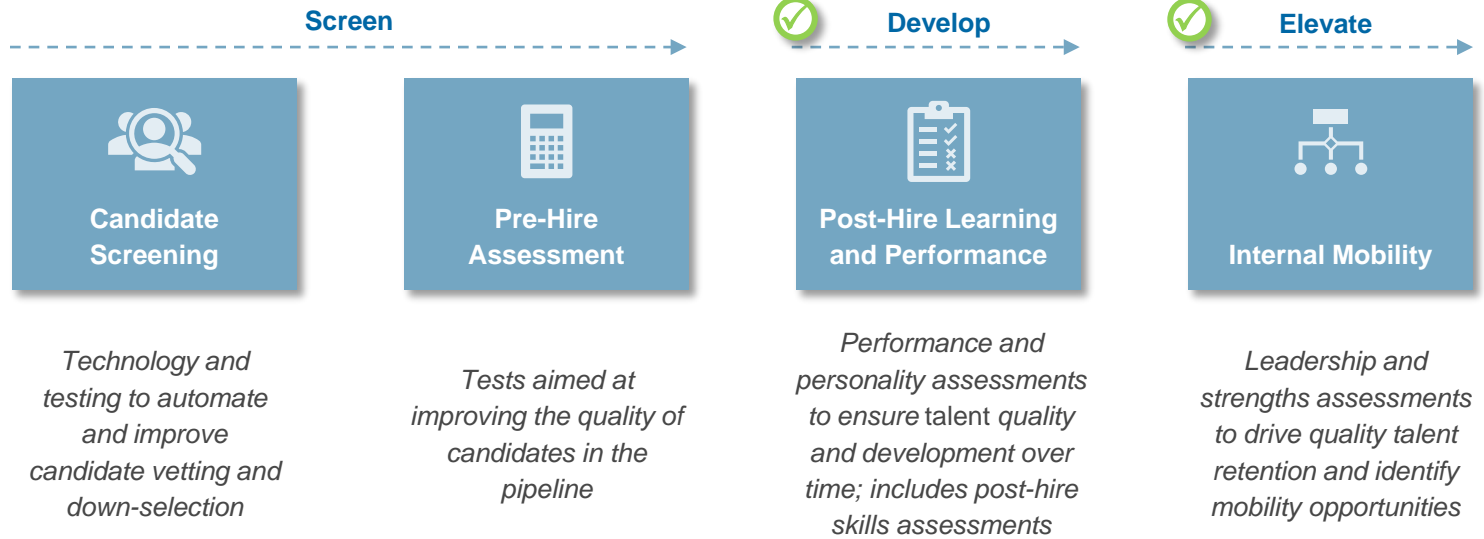 Screen
Develop
Elevate
Candidate
Screening
Pre-Hire
Assessment
Post-Hire Learning
and Performance
Internal Mobility
Technology and
testing to automate
and improve
candidate vetting and
down-selection
Tests aimed at
improving the quality of
candidates in the
pipeline
Performance and
personality assessments
to ensure talent quality
and development over
time; includes post-hire
skills assessments
Leadership and
strengths assessments
to drive quality talent
retention and identify
mobility opportunities